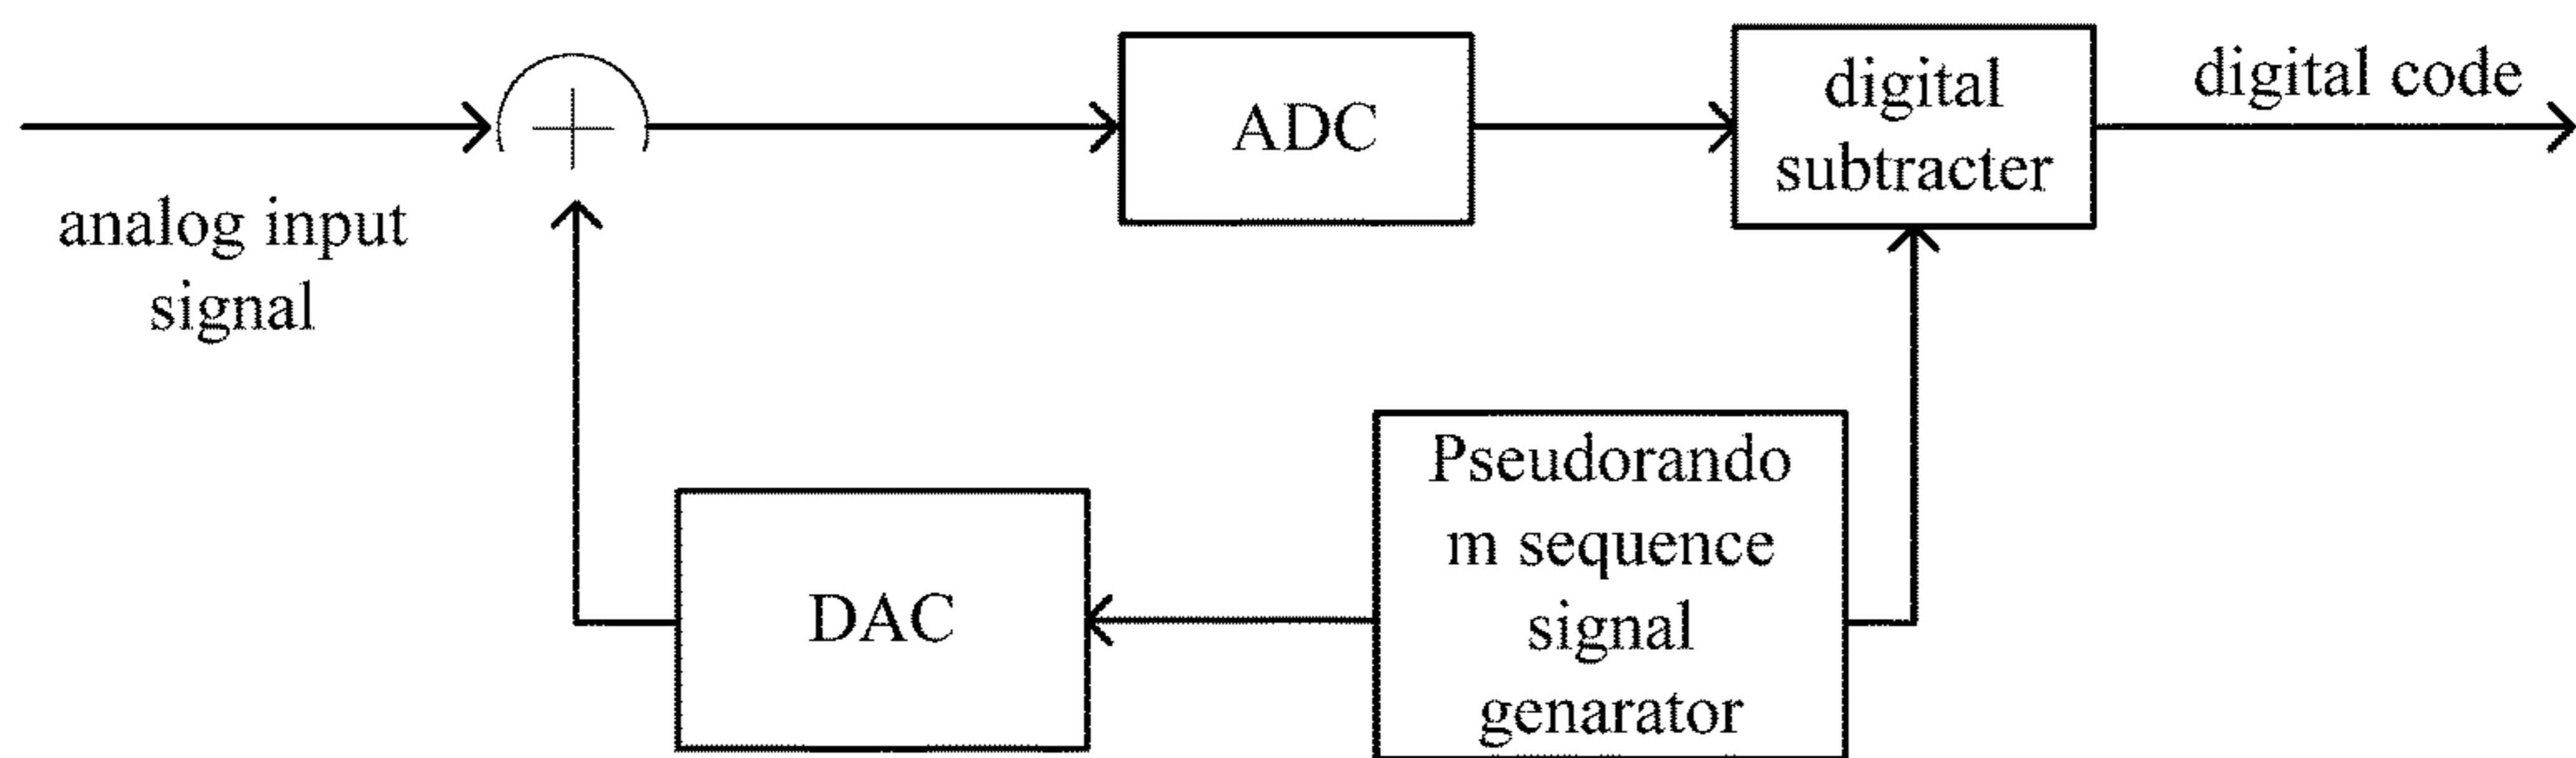 analog input
signal
ADC
digital
subtracter
digital code
DAC
Pseudorando
m sequence
signal
genarator